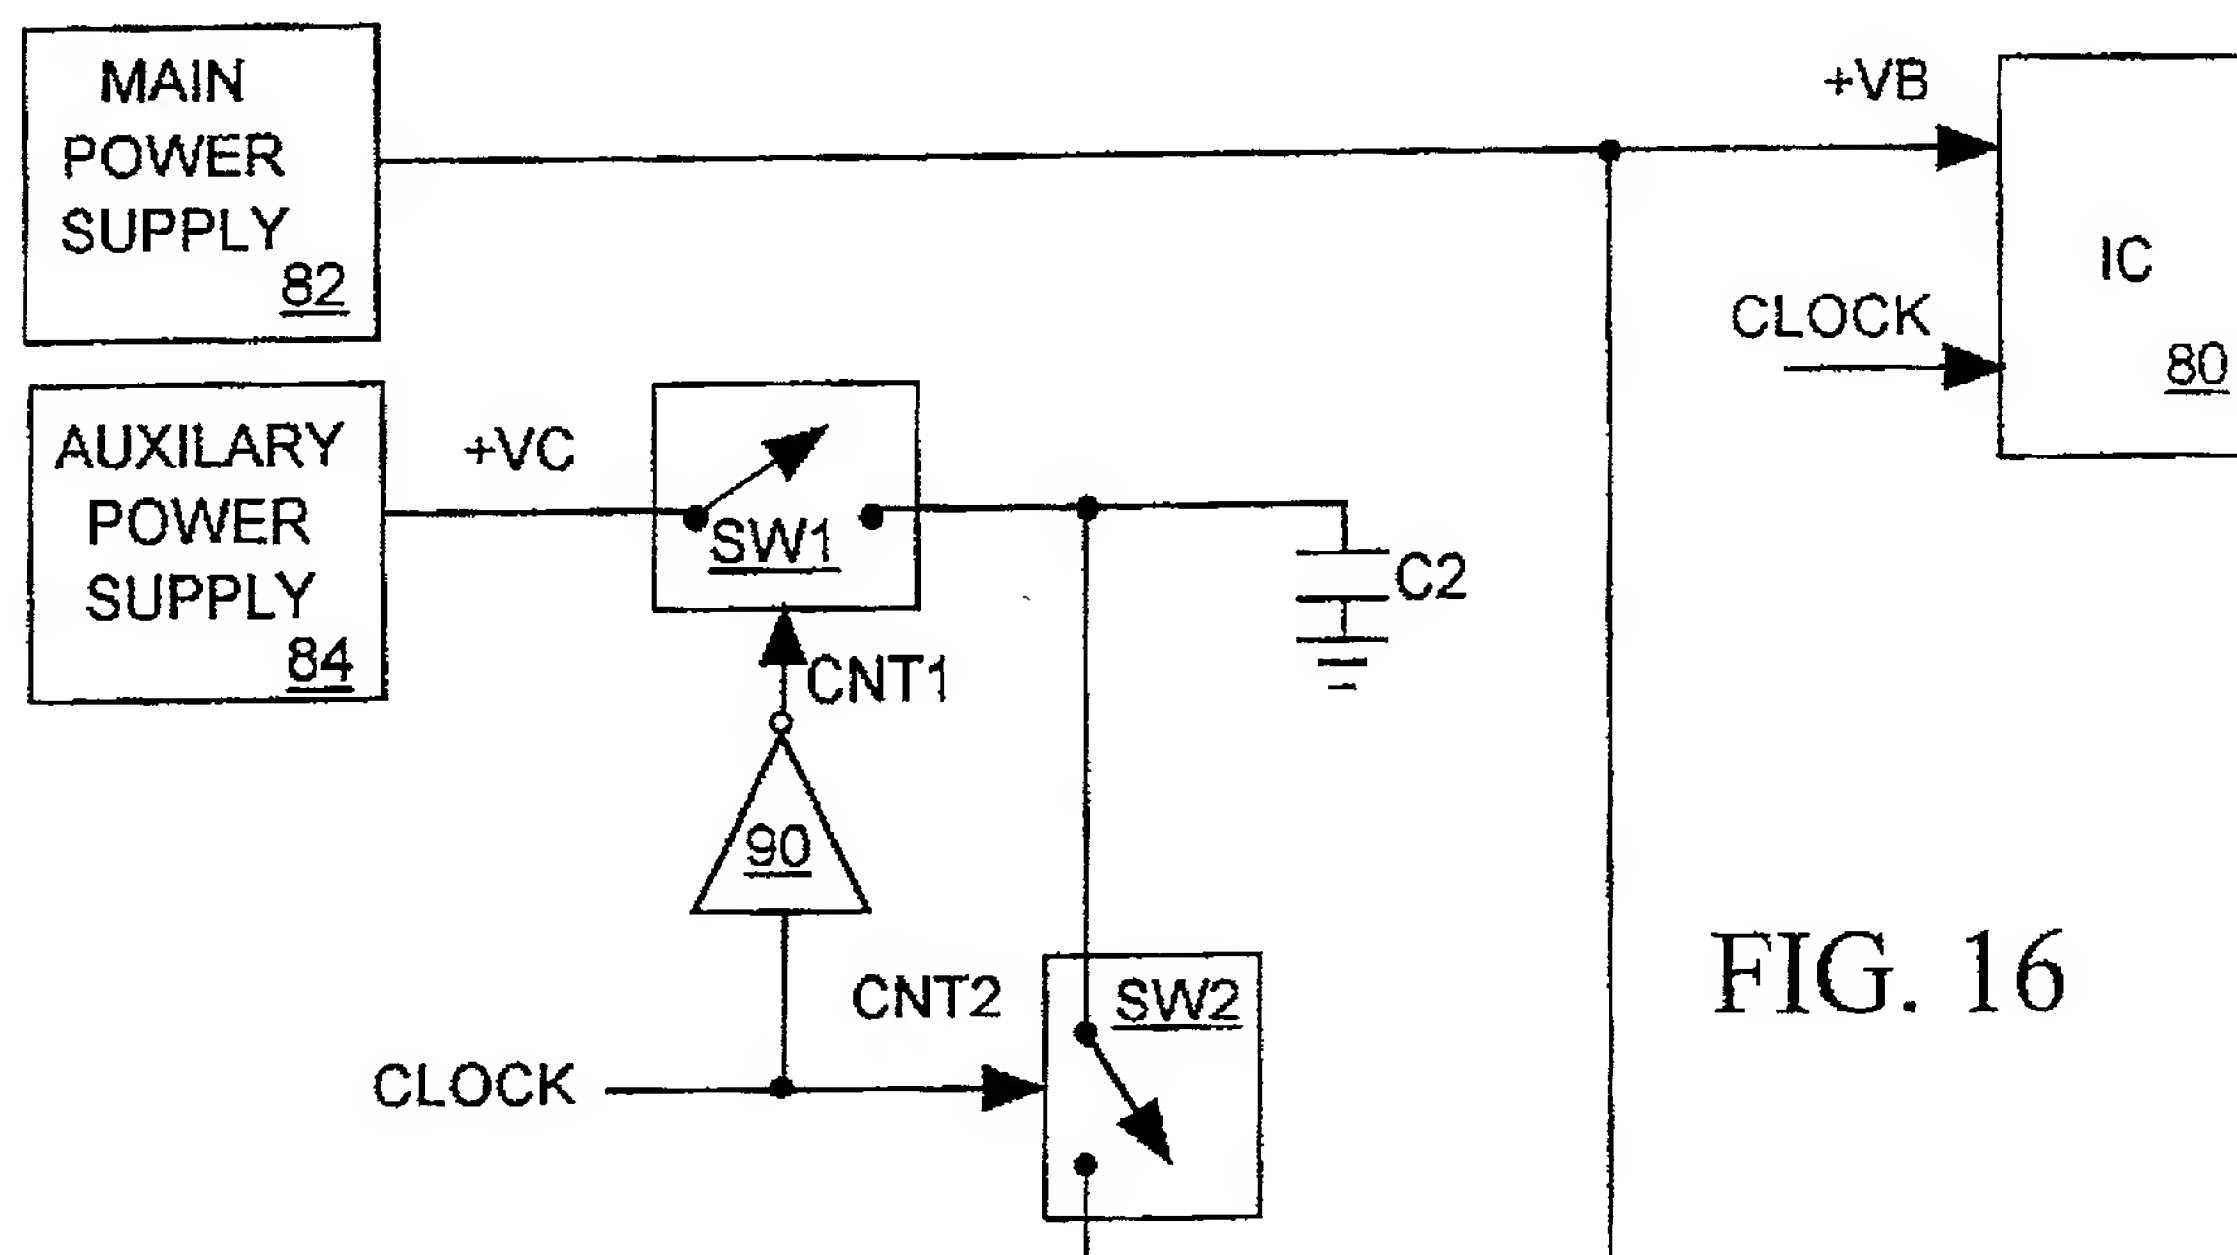 MAIN
POWER
SUPPLY
82
+VB
IC
CLOCK
80
AUXILARY
POWER
SUPPLY
84
+VC
SW1
C2
CNT1
90
CNT2
SW2
CLOCK
FIG. 16